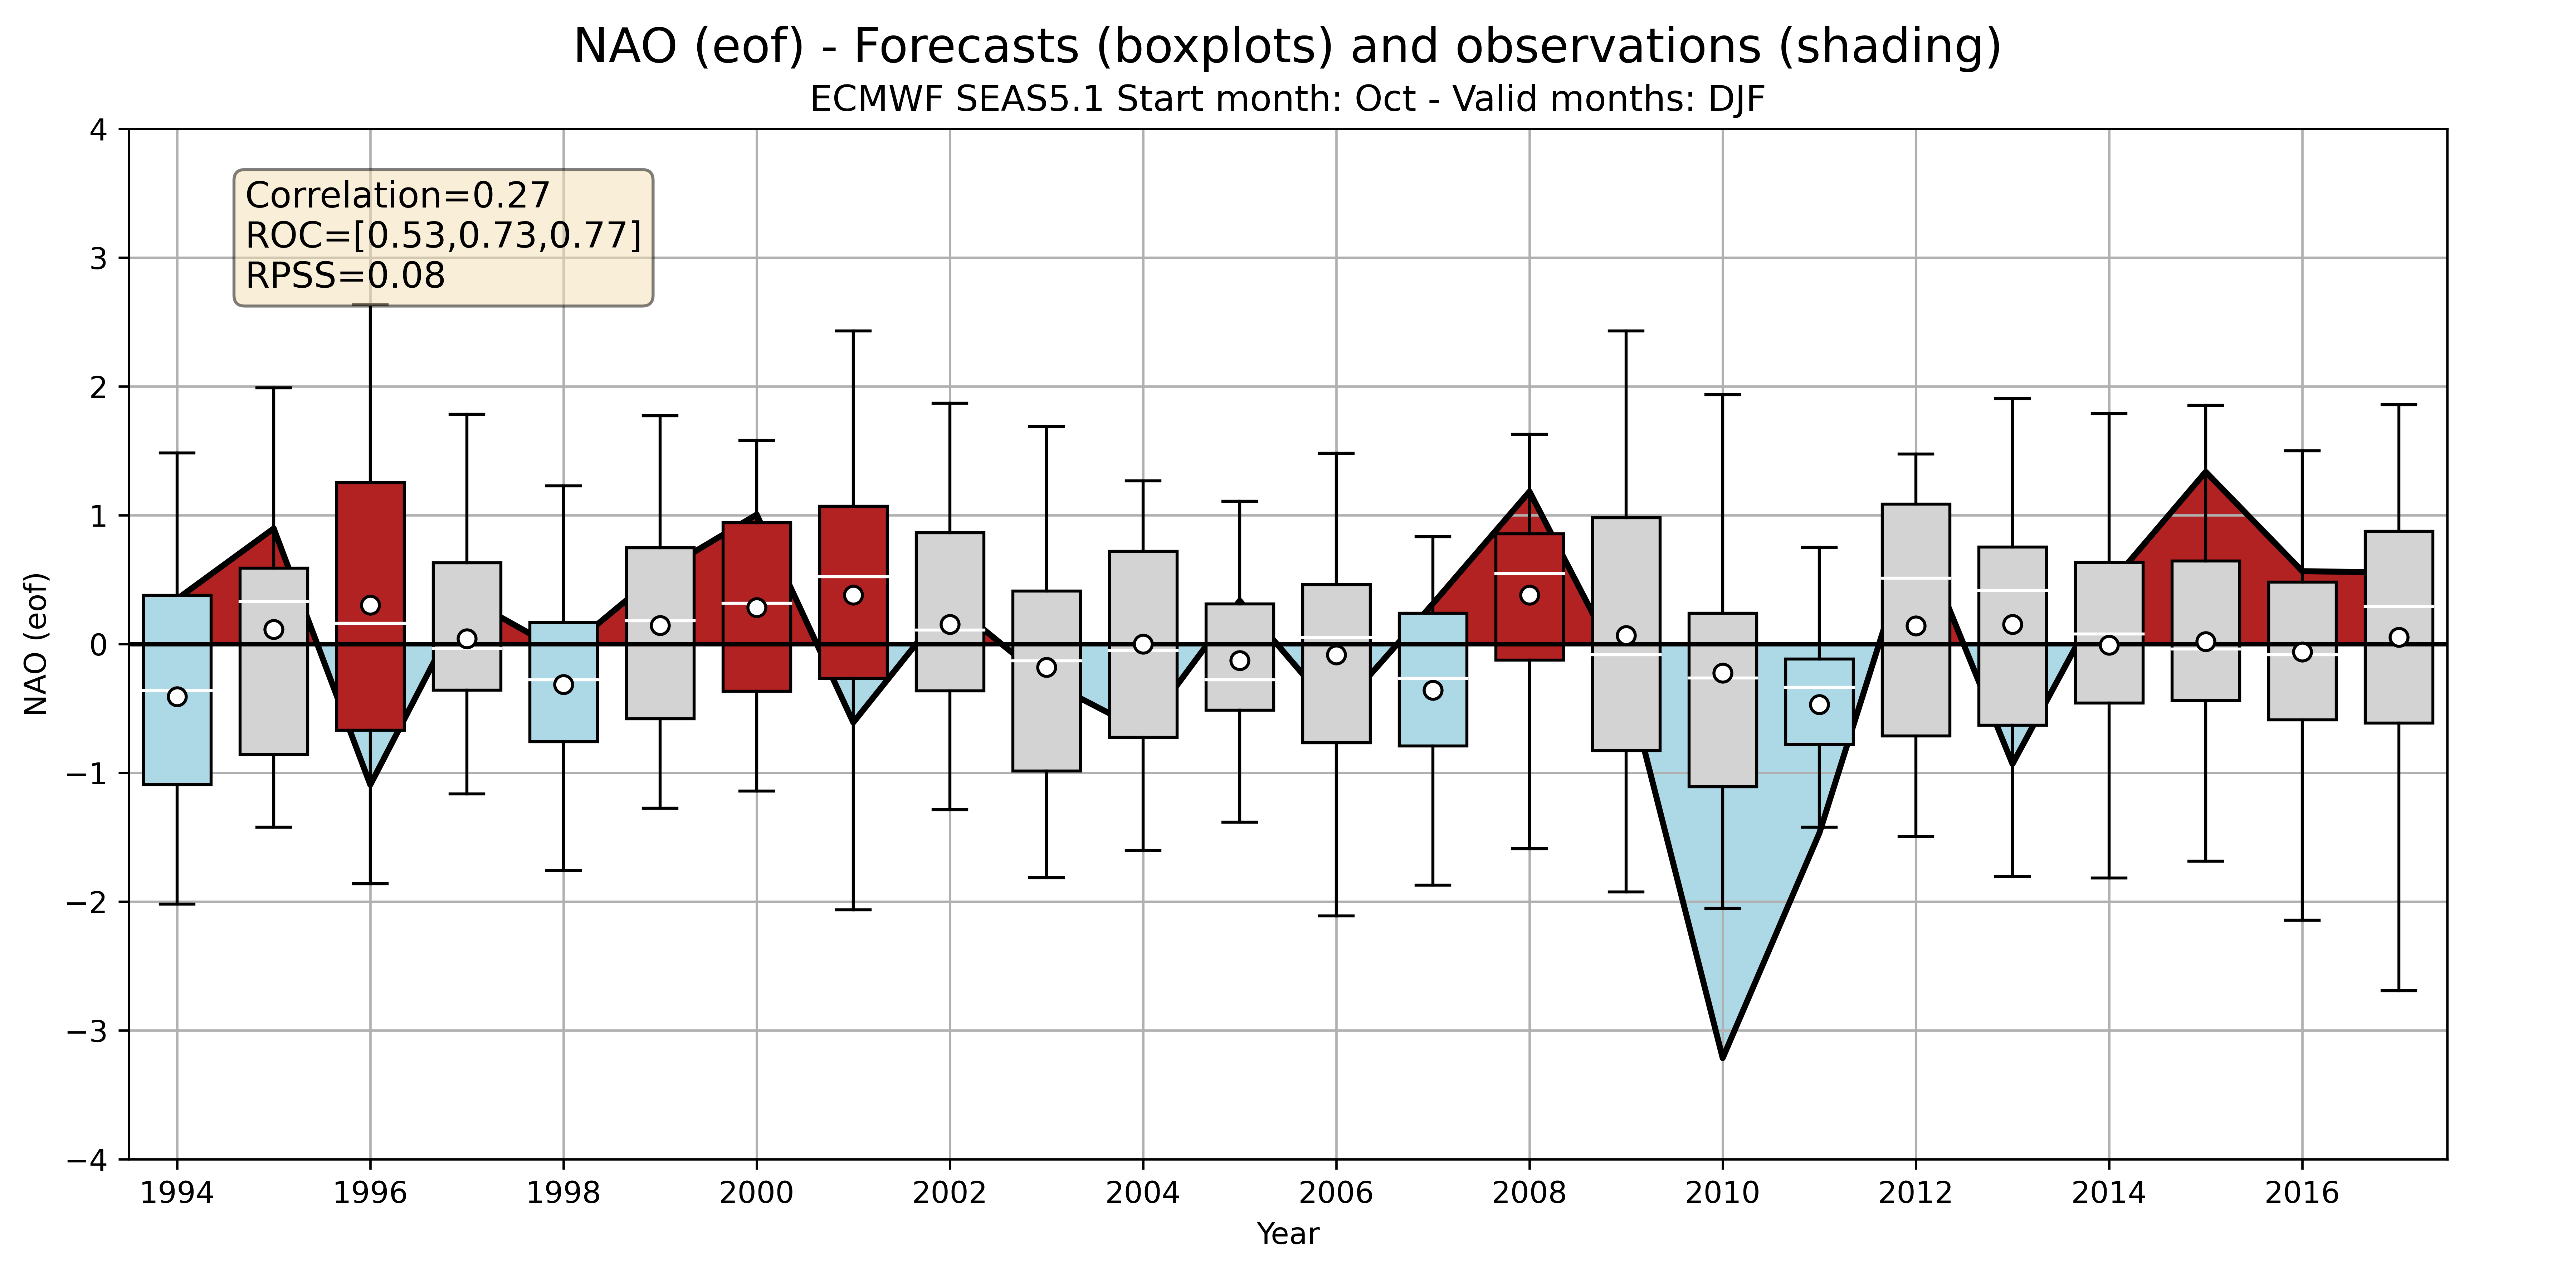 NAO (eof) - Forecasts (boxplots) and observations (shading)
ECMWF SEAS5.1 Start month: Oct - Valid months: DJF
Correlation=0.27
ROC=[0.53,0.73,0.77]
RPSS=0.08
NAO (eof)
4
3
2
1
0
−1
−2
−3
−4
1994 1996 1998 2000 2002 2004 2006 2008 2010 2012 2014 2016
Year